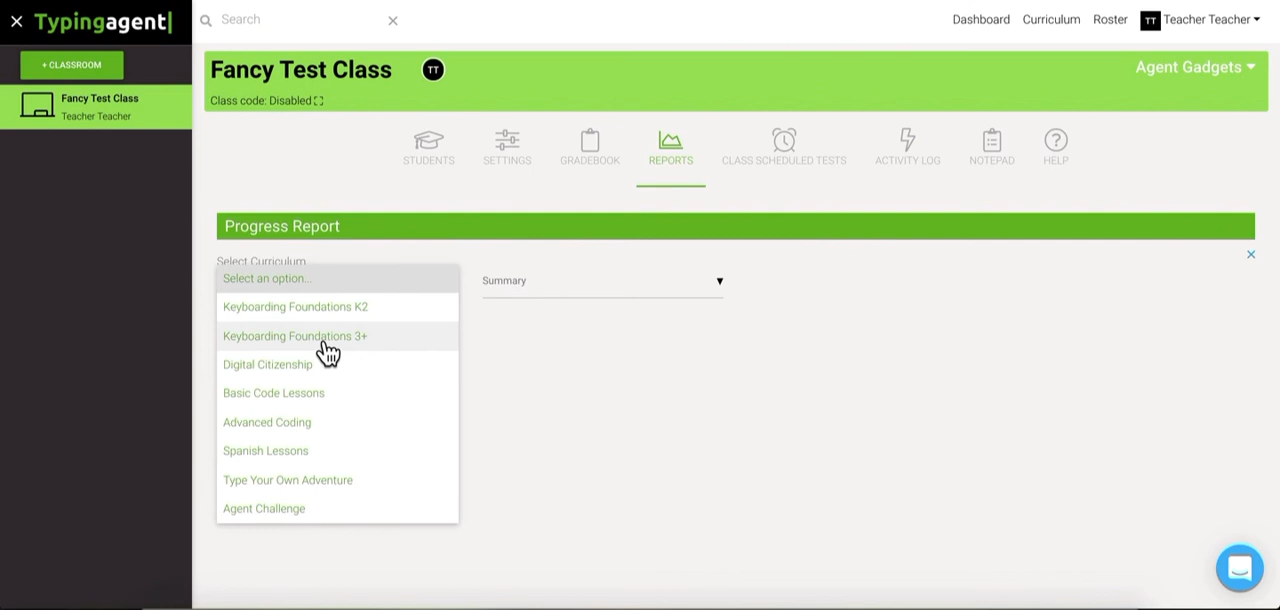 Typingagent|
Search
Dashboard Curriculum Roster TT Teacher Teacher
+ CLASSROOM
Fancy Test Class
Teacher Teacher
Fancy Test Class TT
Agent Gadgets
Class code: Disabled
STUDENTS SETTINGS GRADEBOOK REPORTS CLASS SCHEDULED TESTS ACTIVITY LOG NOTEPAD HELP
Progress Report
Select Curriculum
Select an option...
Summary
Keyboarding Foundations K2
Keyboarding Foundations 3+
Digital Citizenship
Basic Code Lessons
Advanced Coding
Spanish Lessons
Type Your Own Adventure
Agent Challenge